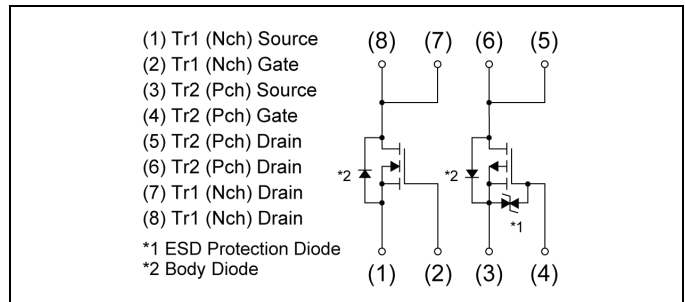 (1) Tr1 (Nch) Source
(2) Tr1 (Nch) Gate
(3) Tr2 (Pch) Source
(4) Tr2 (Pch) Gate
(5) Tr2 (Pch) Drain
(6) Tr2 (Pch) Drain
(7) Tr1 (Nch) Drain
(8) Tr1 (Nch) Drain
*1 ESD Protection Diode
*2 Body Diode
(8) (7) (6) (5)
*2 *2
*1
(1) (2) (3) (4)